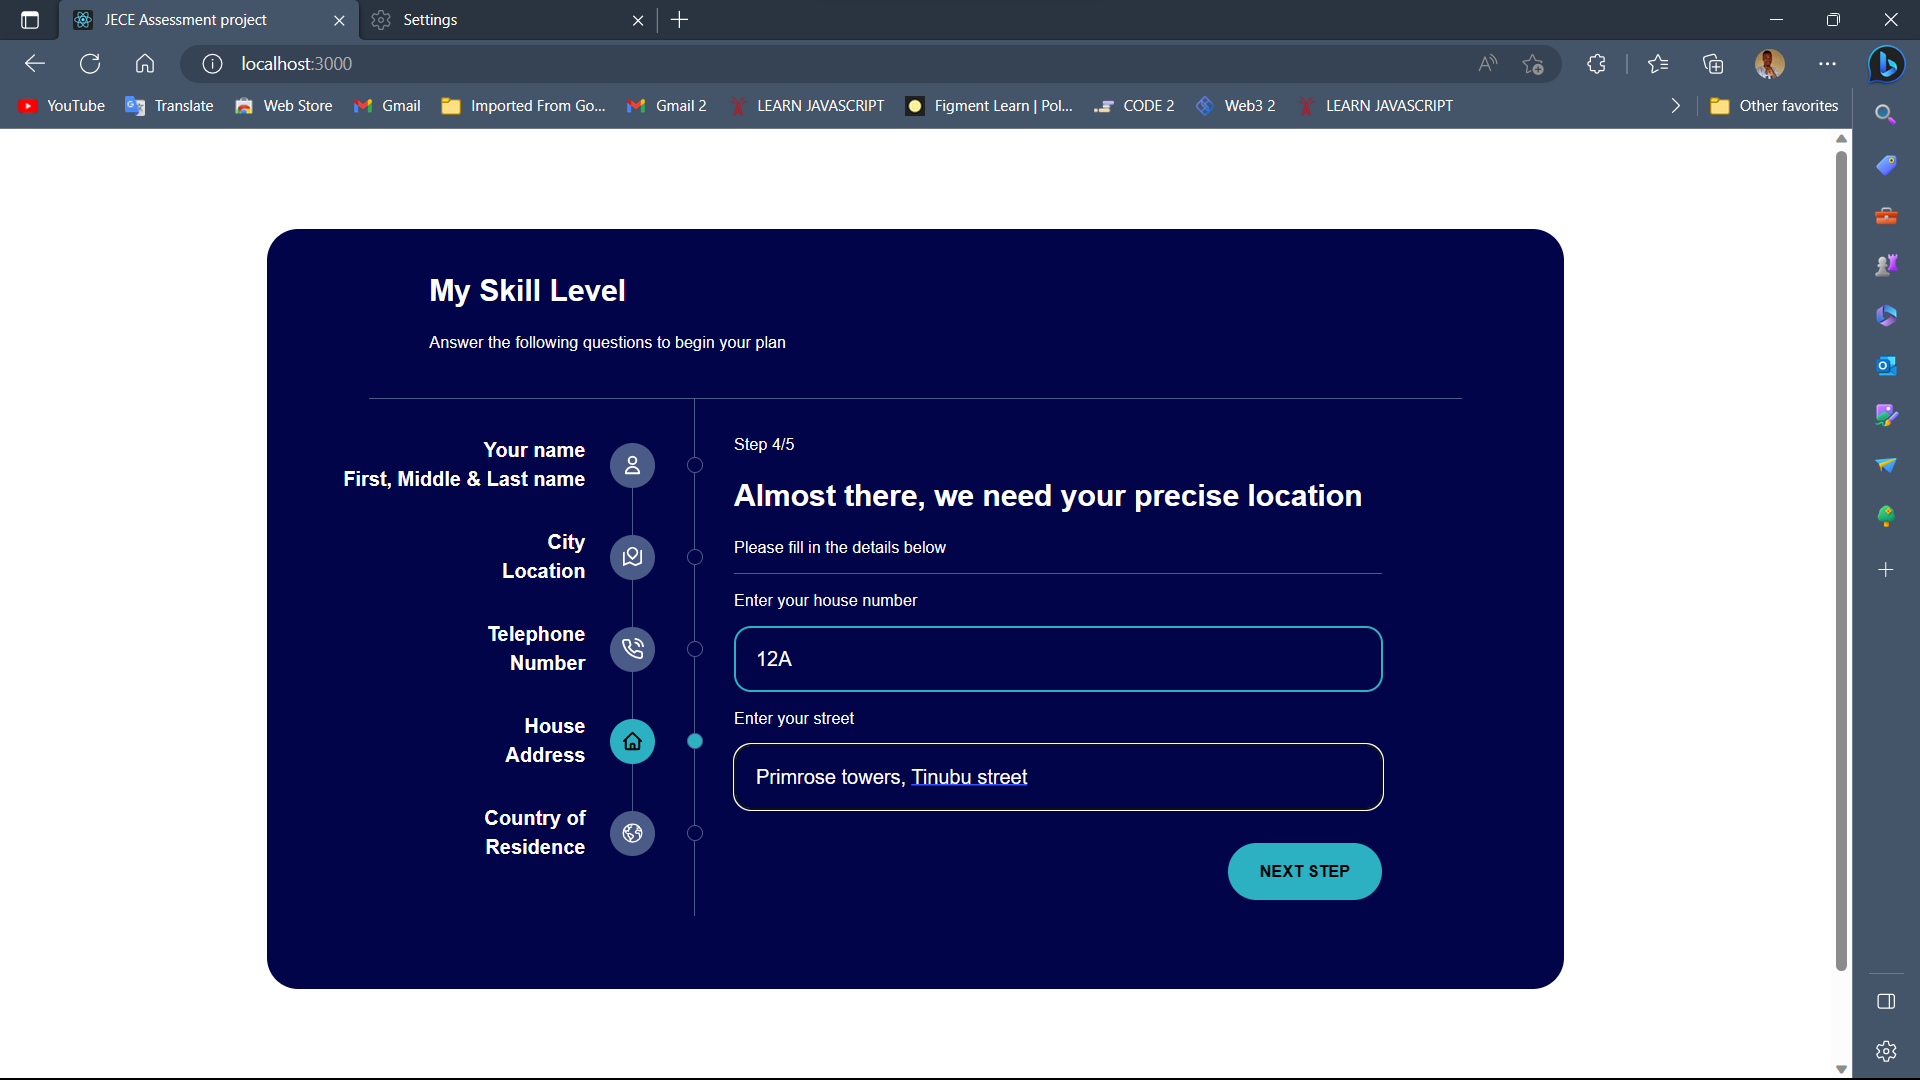 JECE Assessment project
Settings
localhost:3000
YouTube
Translate
Web Store
Gmail
Imported From Go...
Gmail 2
LEARN JAVASCRIPT
Figment Learn | Pol...
CODE 2
Web3 2
LEARN JAVASCRIPT
Other favorites
My Skill Level
Answer the following questions to begin your plan
Your name
First, Middle & Last name
City
Location
Telephone
Number
House
Address
Country of
Residence
Step 4/5
Almost there, we need your precise location
Please fill in the details below
Enter your house number
12A
Enter your street
Primrose towers, Tinubu street
NEXT STEP